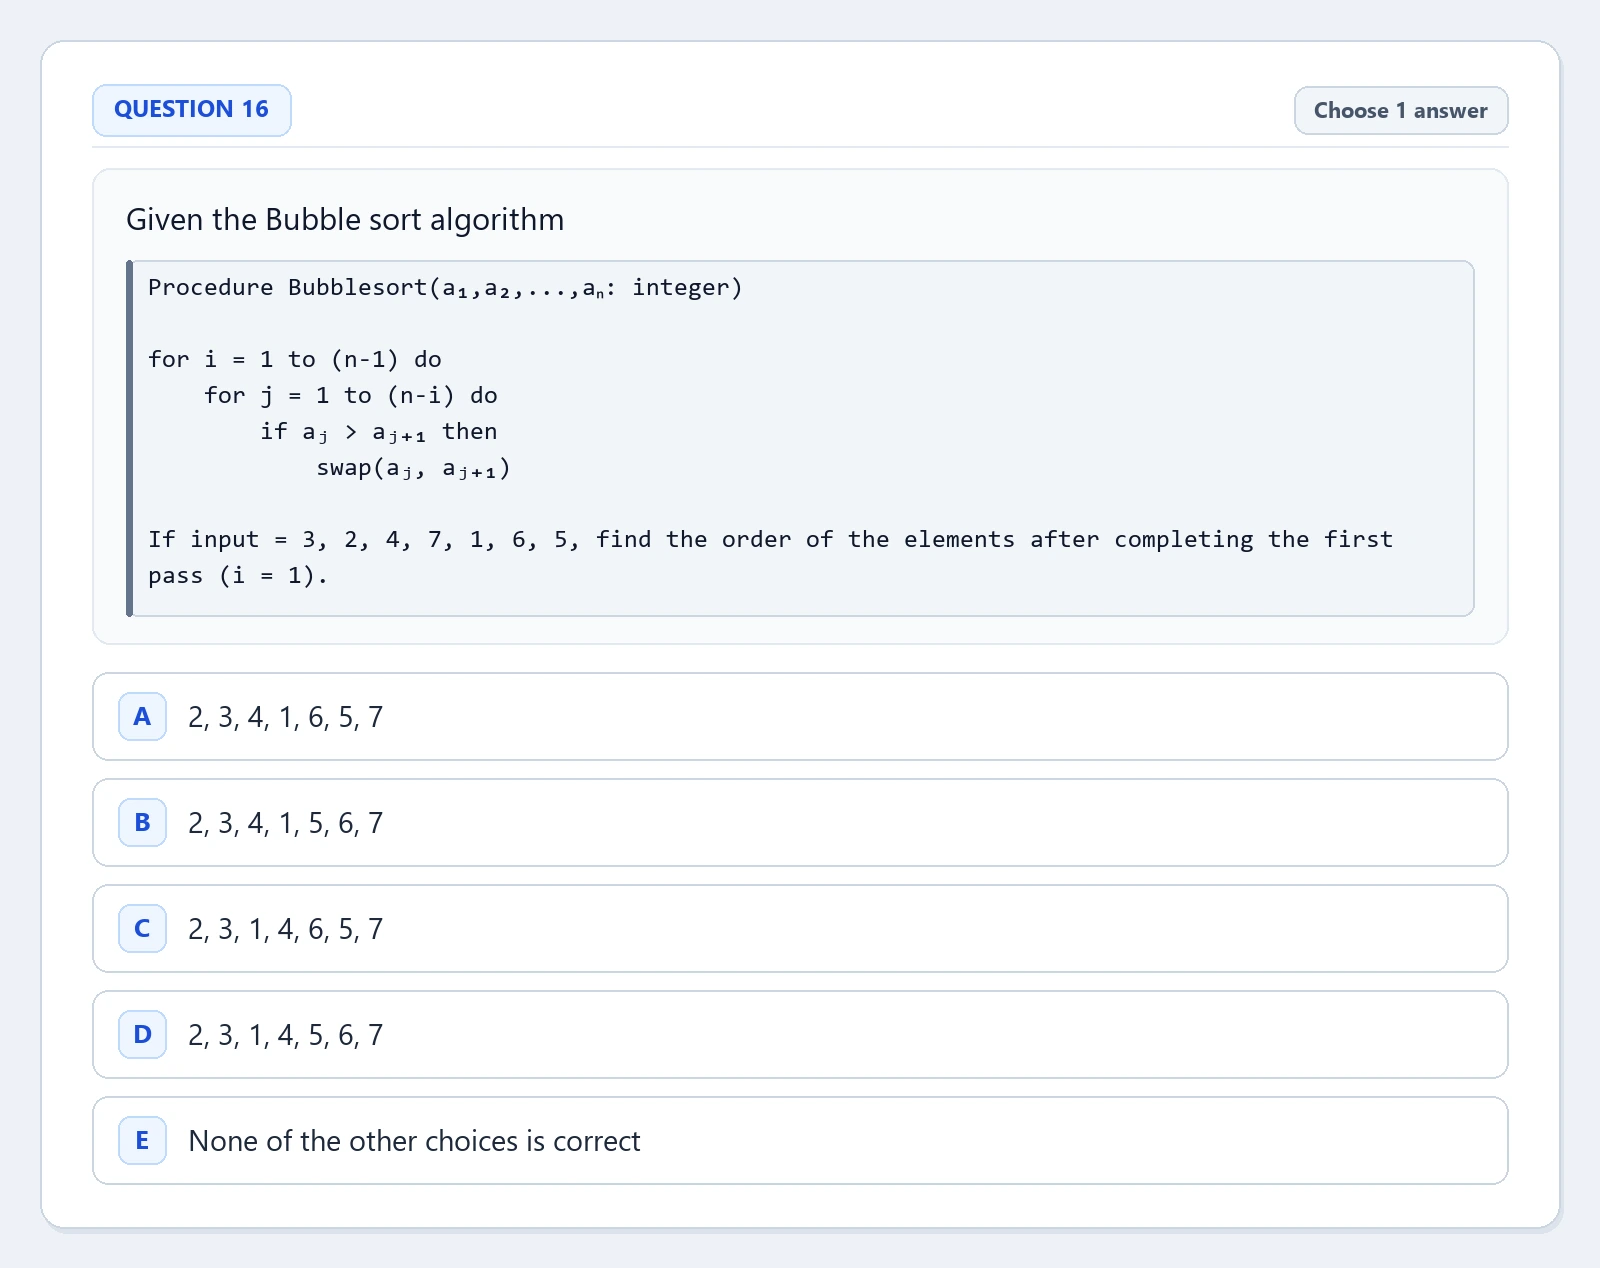 QUESTION 16
Choose 1 answer
Given the Bubble sort algorithm
Procedure Bubblesort(a₁,a₂,...,aₙ: integer)
for i = 1 to (n-1) do
    for j = 1 to (n-i) do
        if aⱼ > aⱼ₊₁ then
            swap(aⱼ, aⱼ₊₁)
If input = 3, 2, 4, 7, 1, 6, 5, find the order of the elements after completing the first
pass (i = 1).
A 2, 3, 4, 1, 6, 5, 7
B 2, 3, 4, 1, 5, 6, 7
C 2, 3, 1, 4, 6, 5, 7
D 2, 3, 1, 4, 5, 6, 7
E None of the other choices is correct